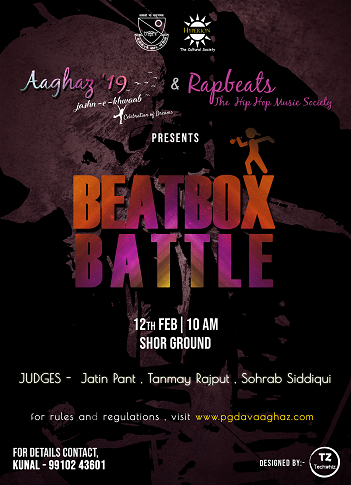 HYPERION
The Cultural Society
Aaghaz '19 & Rapbeats
jashn-e-khwaab The Hip Hop Music Society
Celebration of Dreams
PRESENTS
BEATBOX
BATTLE
12TH FEB | 10 AM
SHOR GROUND
JUDGES - Jatin Pant , Tanmay Rajput , Sohrab Siddiqui
for rules and regulations , visit www.pgdavaaghaz.com
FOR DETAILS CONTACT,
KUNAL - 99102 43601
DESIGNED BY:- TZ
Techwhiz